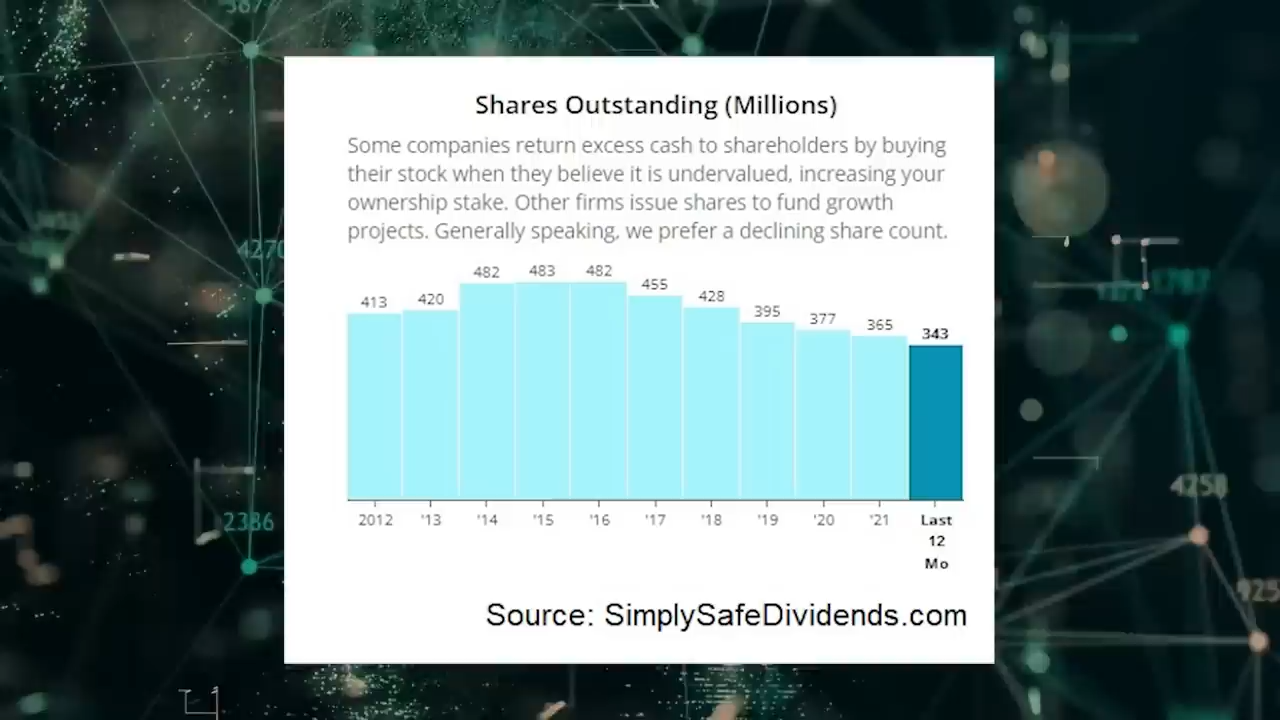 Shares Outstanding (Millions)
Some companies return excess cash to shareholders by buying
their stock when they believe it is undervalued, increasing your
ownership stake. Other firms issue shares to fund growth
projects. Generally speaking, we prefer a declining share count.
413 420 482 483 482 455 428 395 377 365 343
2012 '13 '14 '15 '16 '17 '18 '19 '20 '21 Last
12
Mo
Source: SimplySafeDividends.com
4270
2386
4258